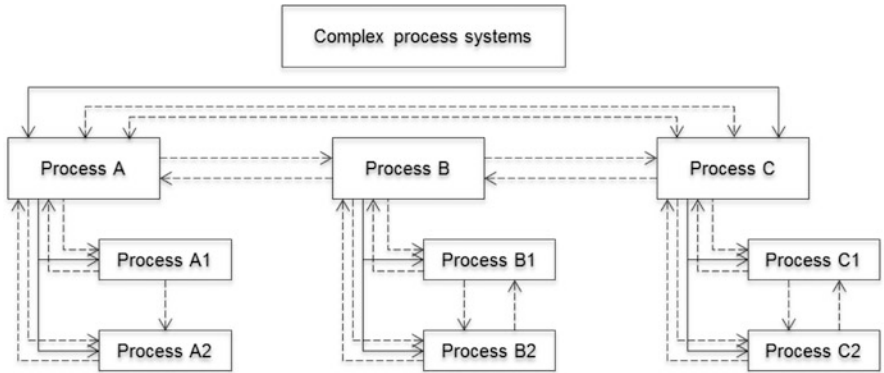 Complex process systems
Process A
Process B
Process C
Process A1
Process B1
Process C1
Process A2
Process B2
Process C2